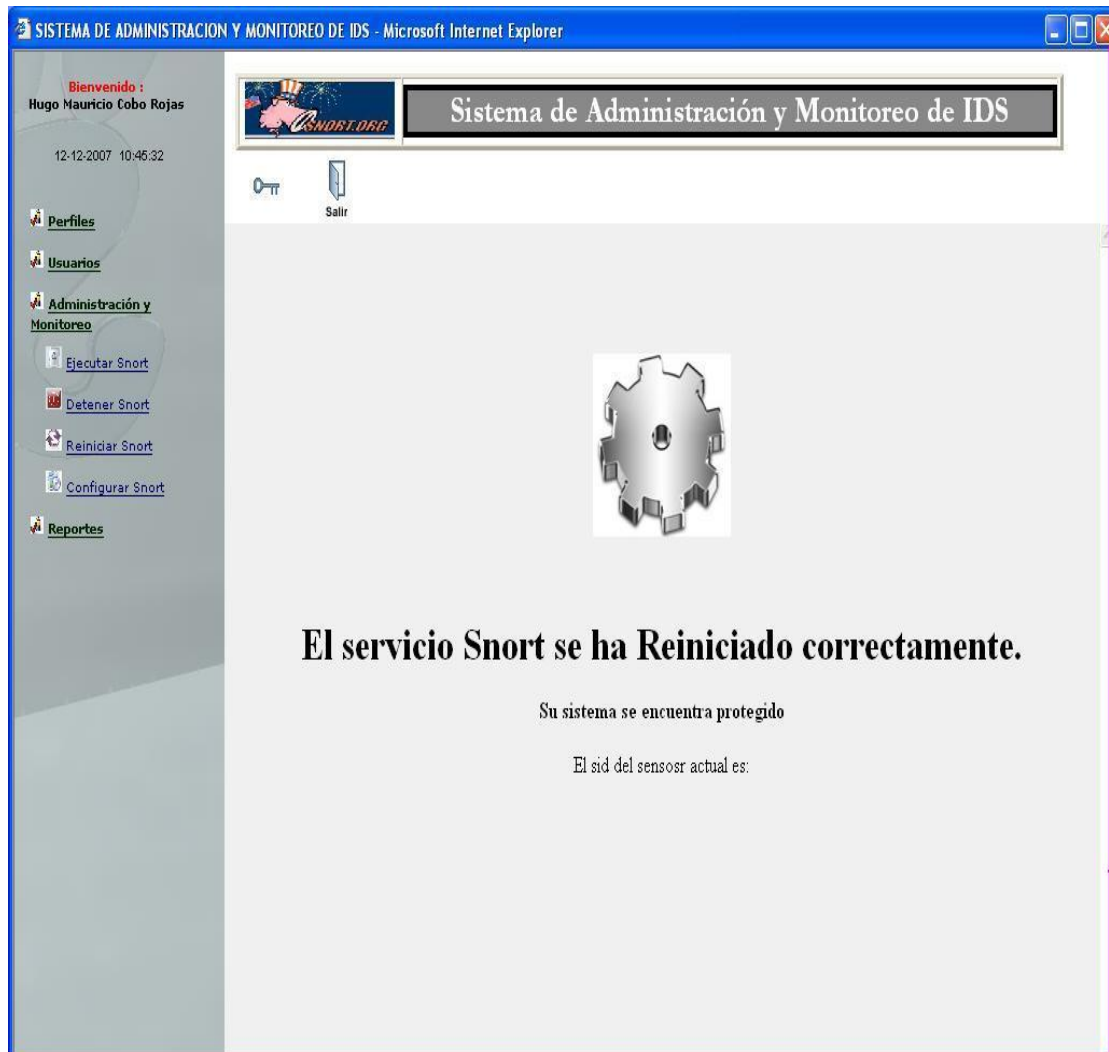 SISTEMA DE ADMINISTRACION Y MONITOREO DE IDS - Microsoft Internet Explorer
Bienvenido :
Hugo Mauricio Cobo Rojas
12-12-2007 10:45:32
Perfiles
Usuarios
Administración y
Monitoreo
Ejecutar Snort
Detener Snort
Reiniciar Snort
Configurar Snort
Reportes
SNORT.ORG
Sistema de Administración y Monitoreo de IDS
Salir
El servicio Snort se ha Reiniciado correctamente.
Su sistema se encuentra protegido
El sid del sensosr actual es: